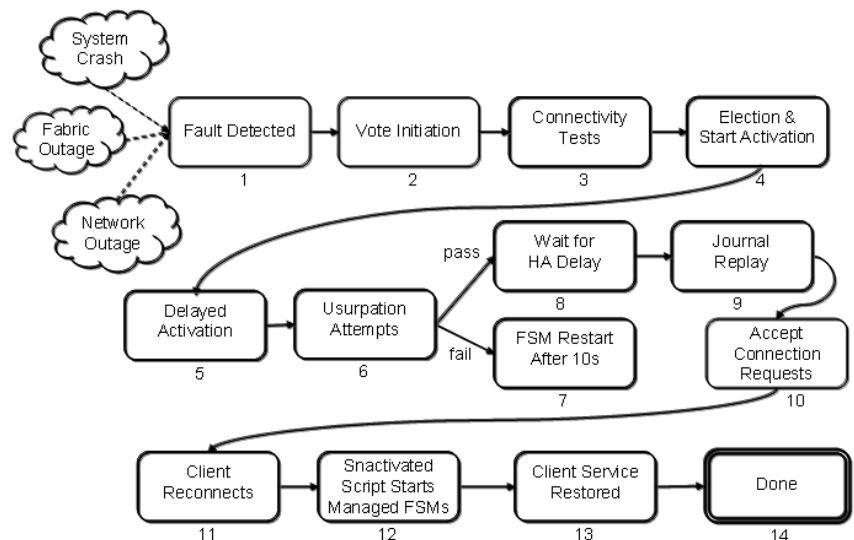 System
Crash
Fabric
Outage
Network
Outage
Fault Detected
1
Vote Initiation
2
Connectivity
Tests
3
Election &
Start Activation
4
Delayed
Activation
5
Usurpation
Attempts
6
pass
fail
Wait for
HA Delay
8
FSM Restart
After 10s
7
Journal
Replay
9
Accept
Connection
Requests
10
Client
Reconnects
11
Snactivated
Script Starts
Managed FSMs
12
Client Service
Restored
13
Done
14